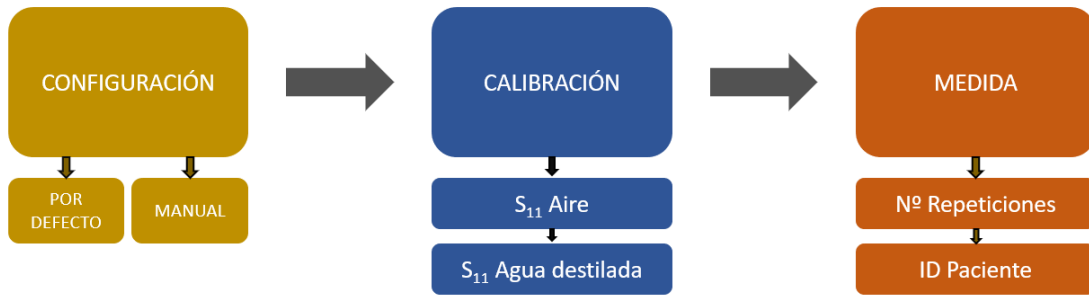 CONFIGURACIÓN
POR
DEFECTO
MANUAL
CALIBRACIÓN
S₁₁ Aire
S₁₁ Agua destilada
MEDIDA
Nº Repeticiones
ID Paciente